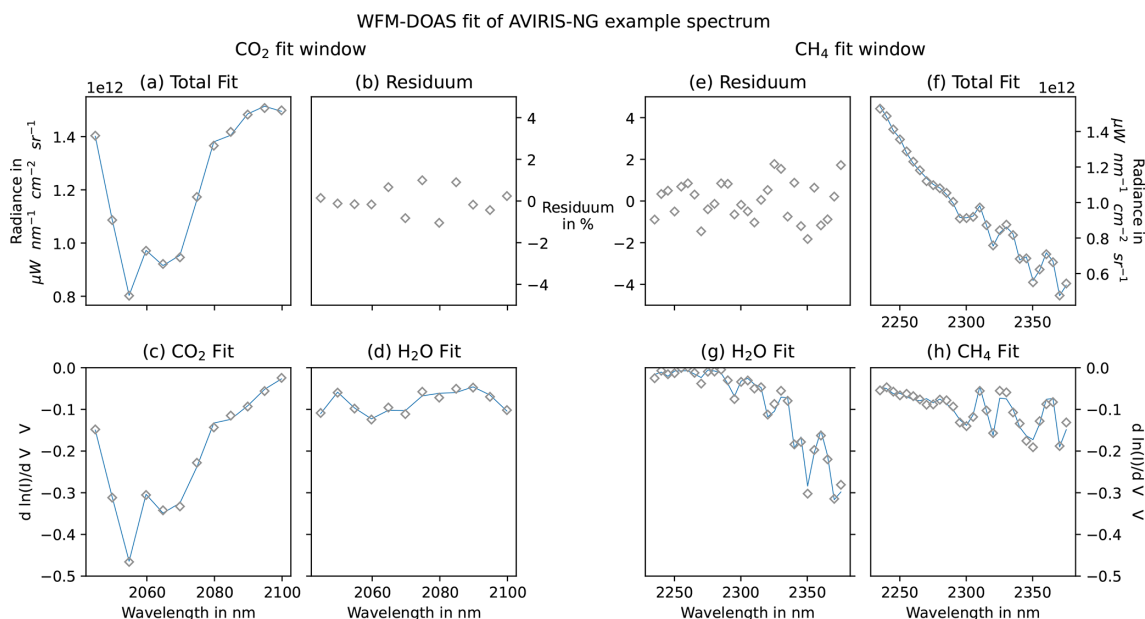 WFM-DOAS fit of AVIRIS-NG example spectrum
CO₂ fit window
CH₄ fit window
1e12
(a) Total Fit
(b) Residuum
(e) Residuum
(f) Total Fit
1e12
Radiance in
μW nm⁻¹ cm⁻² sr⁻¹
1.4
1.2
1.0
0.8
4
2
0
−2
−4
Residuum
in %
4
2
0
−2
−4
1.4
1.2
1.0
0.8
0.6
Radiance in
μW nm⁻¹ cm⁻² sr⁻¹
2250
2300
2350
(c) CO₂ Fit
(d) H₂O Fit
(g) H₂O Fit
(h) CH₄ Fit
d ln(I)/d V V
0.0
−0.1
−0.2
−0.3
−0.4
−0.5
0.0
−0.1
−0.2
−0.3
−0.4
−0.5
d ln(I)/d V V
2060
2080
2100
2060
2080
2100
2250
2300
2350
2250
2300
2350
Wavelength in nm
Wavelength in nm
Wavelength in nm
Wavelength in nm